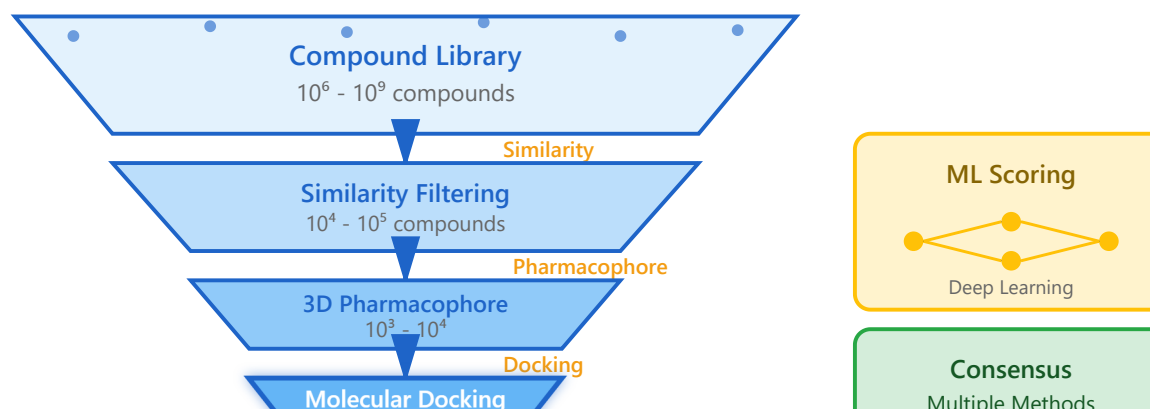 Compound Library
10⁶ - 10⁹ compounds
Similarity
Similarity Filtering
10⁴ - 10⁵ compounds
Pharmacophore
3D Pharmacophore
10³ - 10⁴
Docking
Molecular Docking
ML Scoring
Deep Learning
Consensus
Multiple Methods